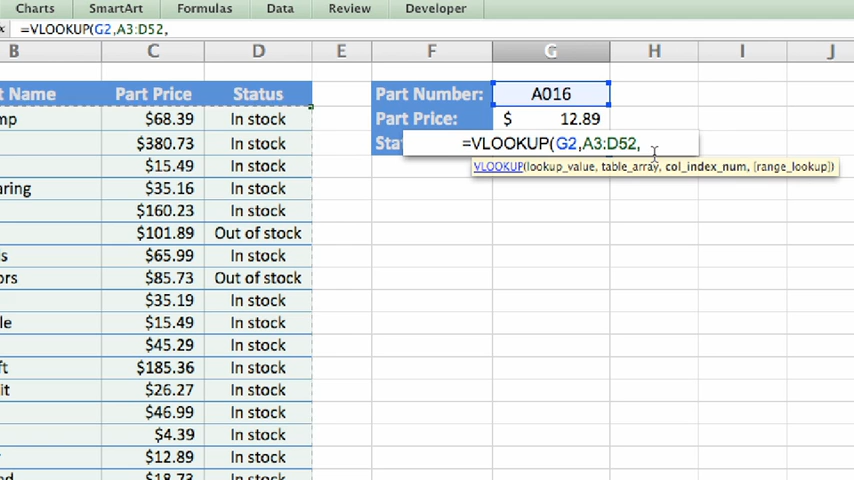 Charts SmartArt Formulas Data Review Developer
=VLOOKUP(G2,A3:D52,
B C D E F G H I J
t Name Part Price Status Part Number: A016
mp $68.39 In stock Part Price: $ 12.89
$380.73 In stock Sta =VLOOKUP(G2,A3:D52,
$15.49 In stock VLOOKUP(lookup_value, table_array, col_index_num, [range_lookup])
aring $35.16 In stock
$160.23 In stock
$101.89 Out of stock
s $65.99 In stock
ors $85.73 Out of stock
$35.19 In stock
le $15.49 In stock
$45.29 In stock
ft $185.36 In stock
it $26.27 In stock
$46.99 In stock
$4.39 In stock
$12.89 In stock
nd $18.73 In stock